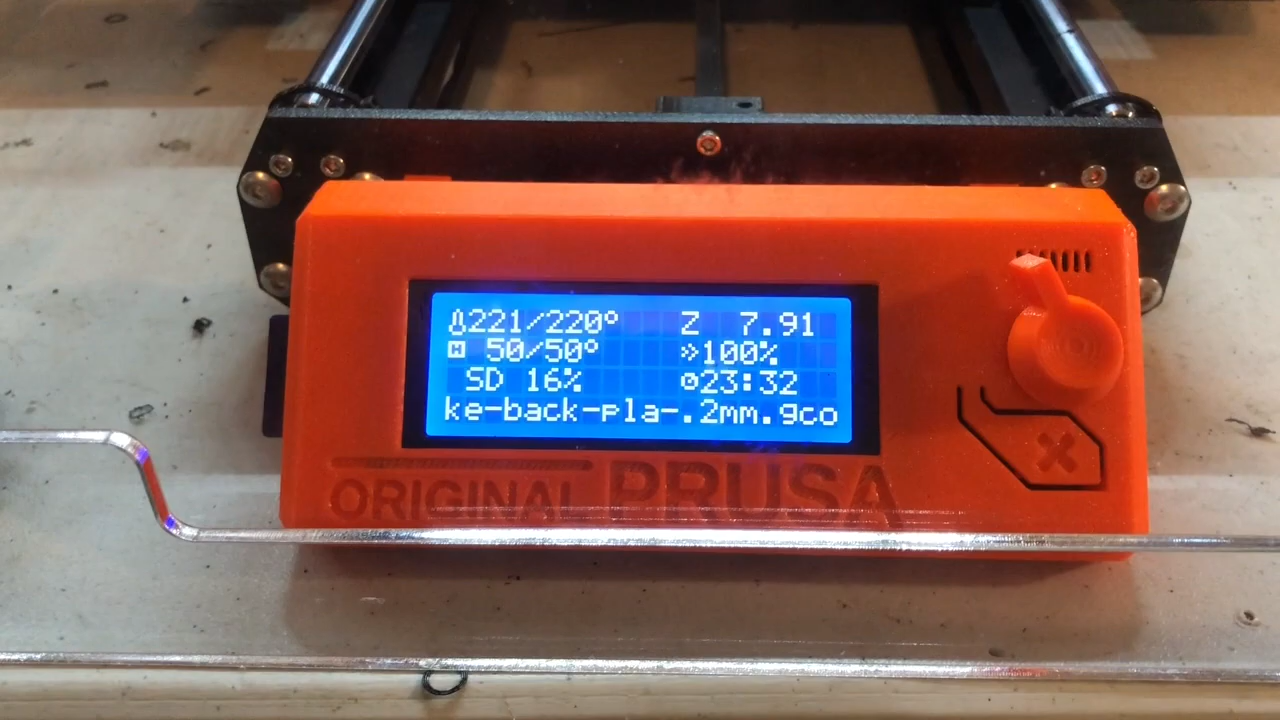 221/220° Z 7.91
50/50° »100%
SD 16% 23:32
ke-back-pla-.2mm.gco
ORIGINAL PRUSA